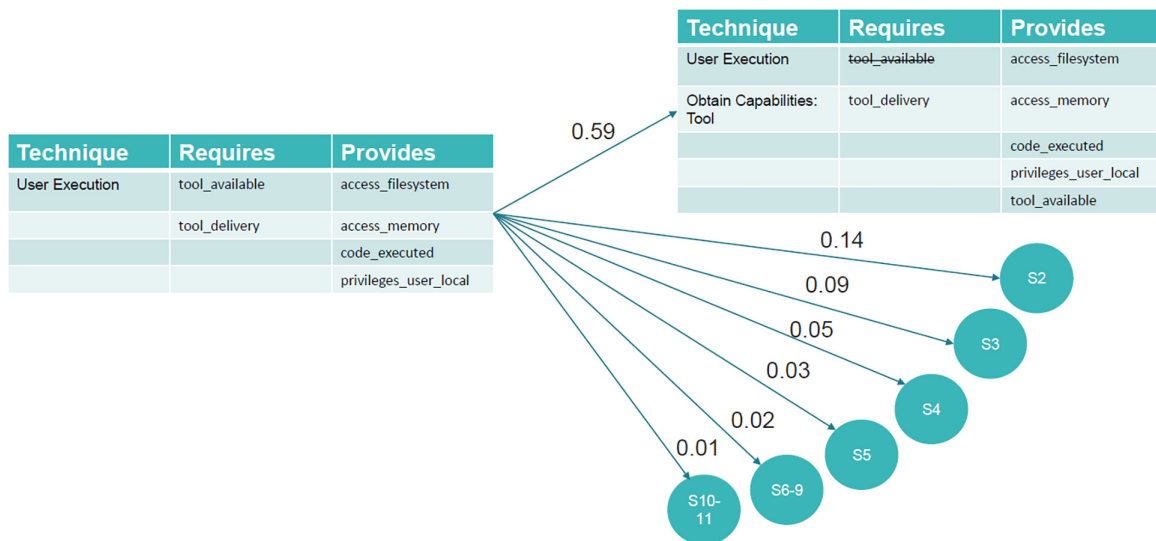 Technique Requires Provides
User Execution tool_available access_filesystem
Obtain Capabilities: tool_delivery access_memory
Tool
code_executed
privileges_user_local
tool_available
0.59
Technique Requires Provides
User Execution tool_available access_filesystem
tool_delivery access_memory
code_executed
privileges_user_local
0.14
S2
0.09
S3
0.05
S4
0.03
S5
0.02
S6-9
0.01
S10-
11